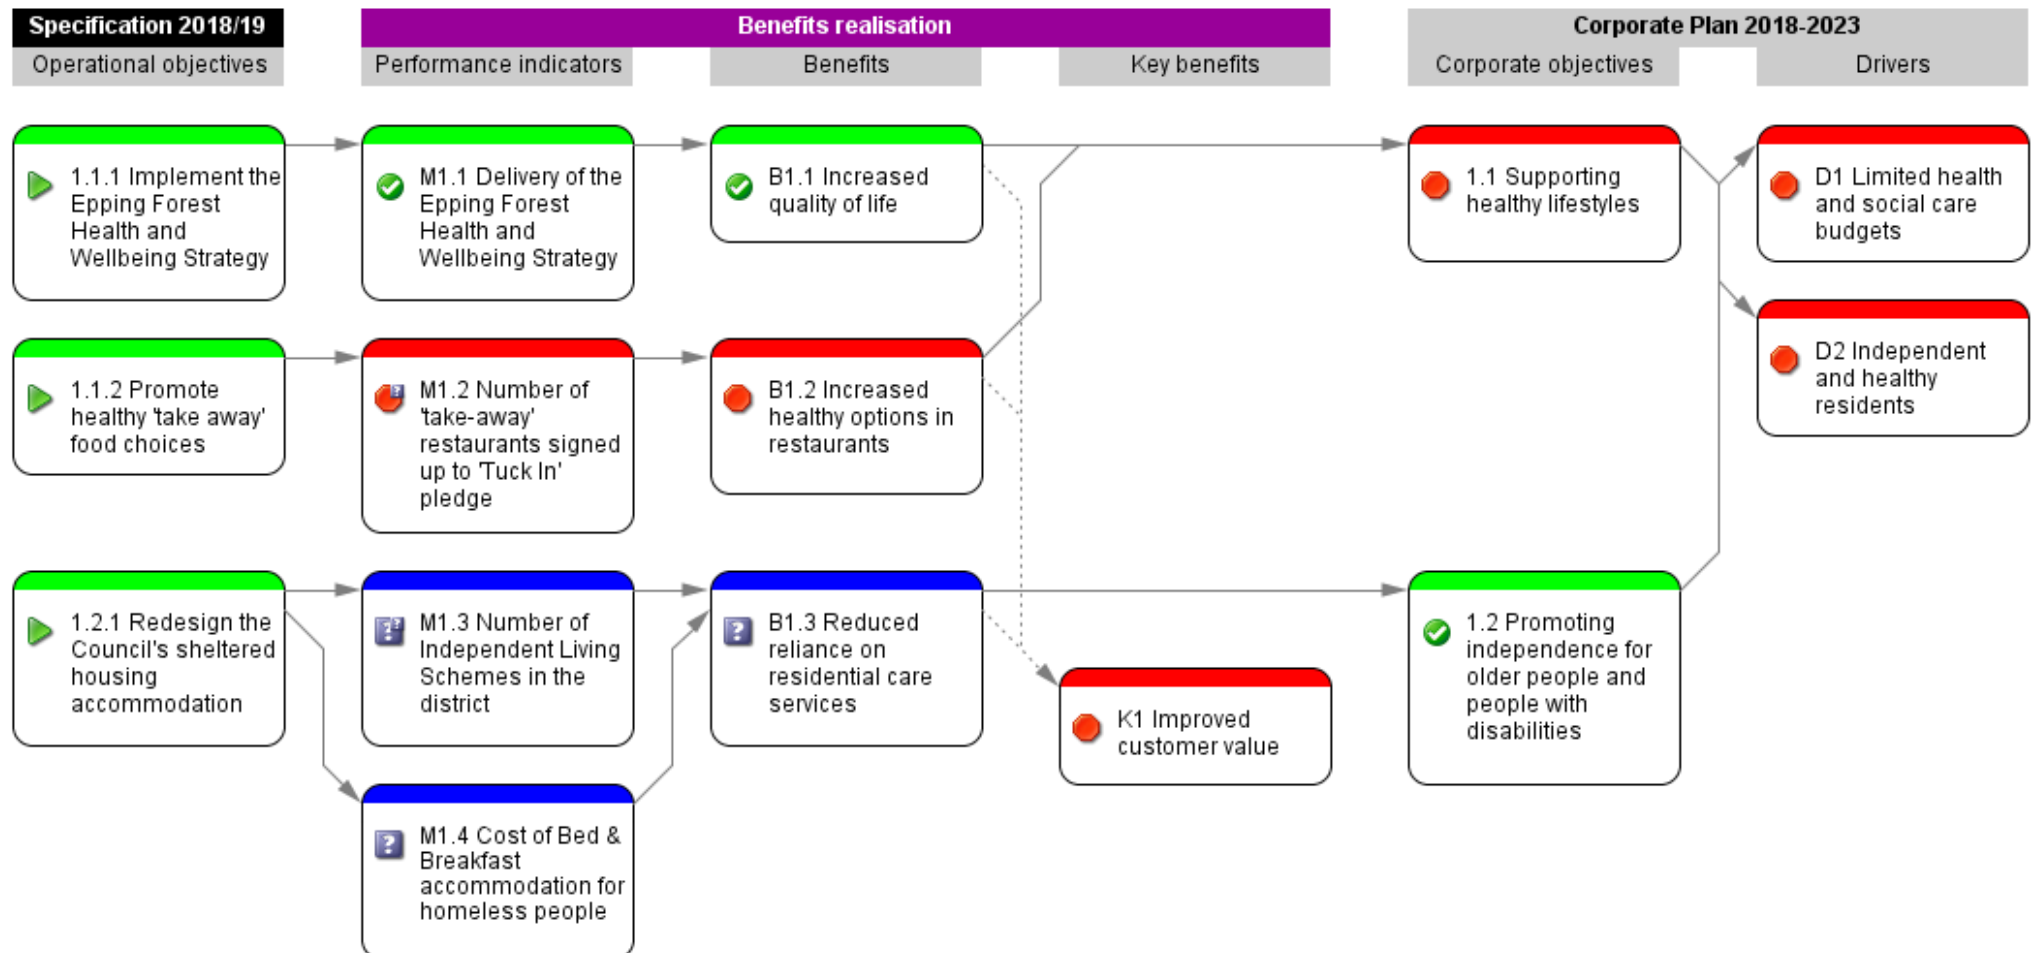 Specification 2018/19
Benefits realisation
Corporate Plan 2018-2023
Operational objectives
Performance indicators
Benefits
Key benefits
Corporate objectives
Drivers
1.1.1 Implement the
Epping Forest
Health and
Wellbeing Strategy
M1.1 Delivery of the
Epping Forest
Health and
Wellbeing Strategy
B1.1 Increased
quality of life
1.1 Supporting
healthy lifestyles
D1 Limited health
and social care
budgets
D2 Independent
and healthy
residents
1.1.2 Promote
healthy 'take away'
food choices
M1.2 Number of
'take-away'
restaurants signed
up to 'Tuck In'
pledge
B1.2 Increased
healthy options in
restaurants
1.2.1 Redesign the
Council's sheltered
housing
accommodation
M1.3 Number of
Independent Living
Schemes in the
district
B1.3 Reduced
reliance on
residential care
services
K1 Improved
customer value
1.2 Promoting
independence for
older people and
people with
disabilities
M1.4 Cost of Bed &
Breakfast
accommodation for
homeless people